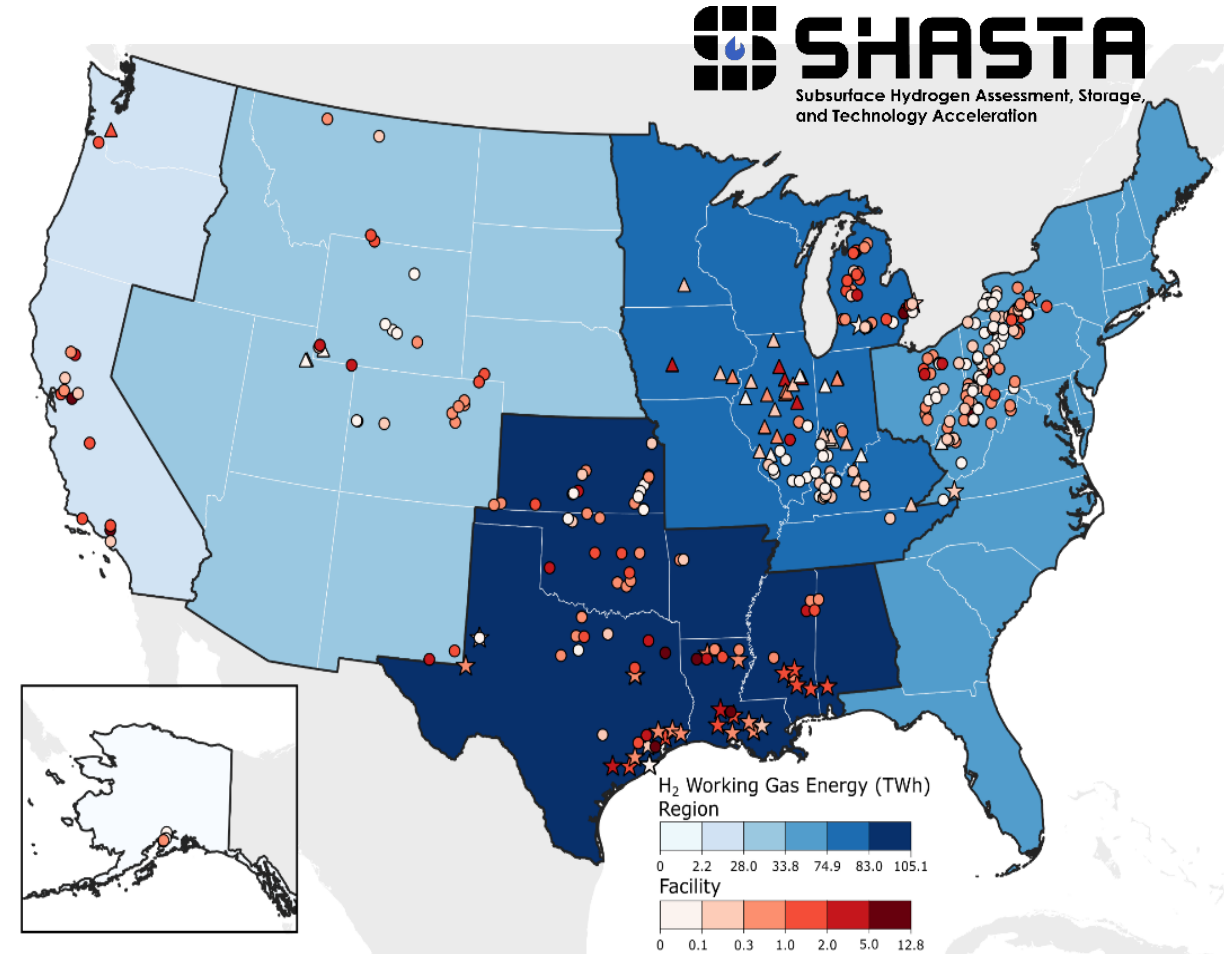 SHASTA
Subsurface Hydrogen Assessment, Storage,
and Technology Acceleration
H₂ Working Gas Energy (TWh)
Region
0 2.2 28.0 33.8 74.9 83.0 105.1
Facility
0 0.1 0.3 1.0 2.0 5.0 12.8